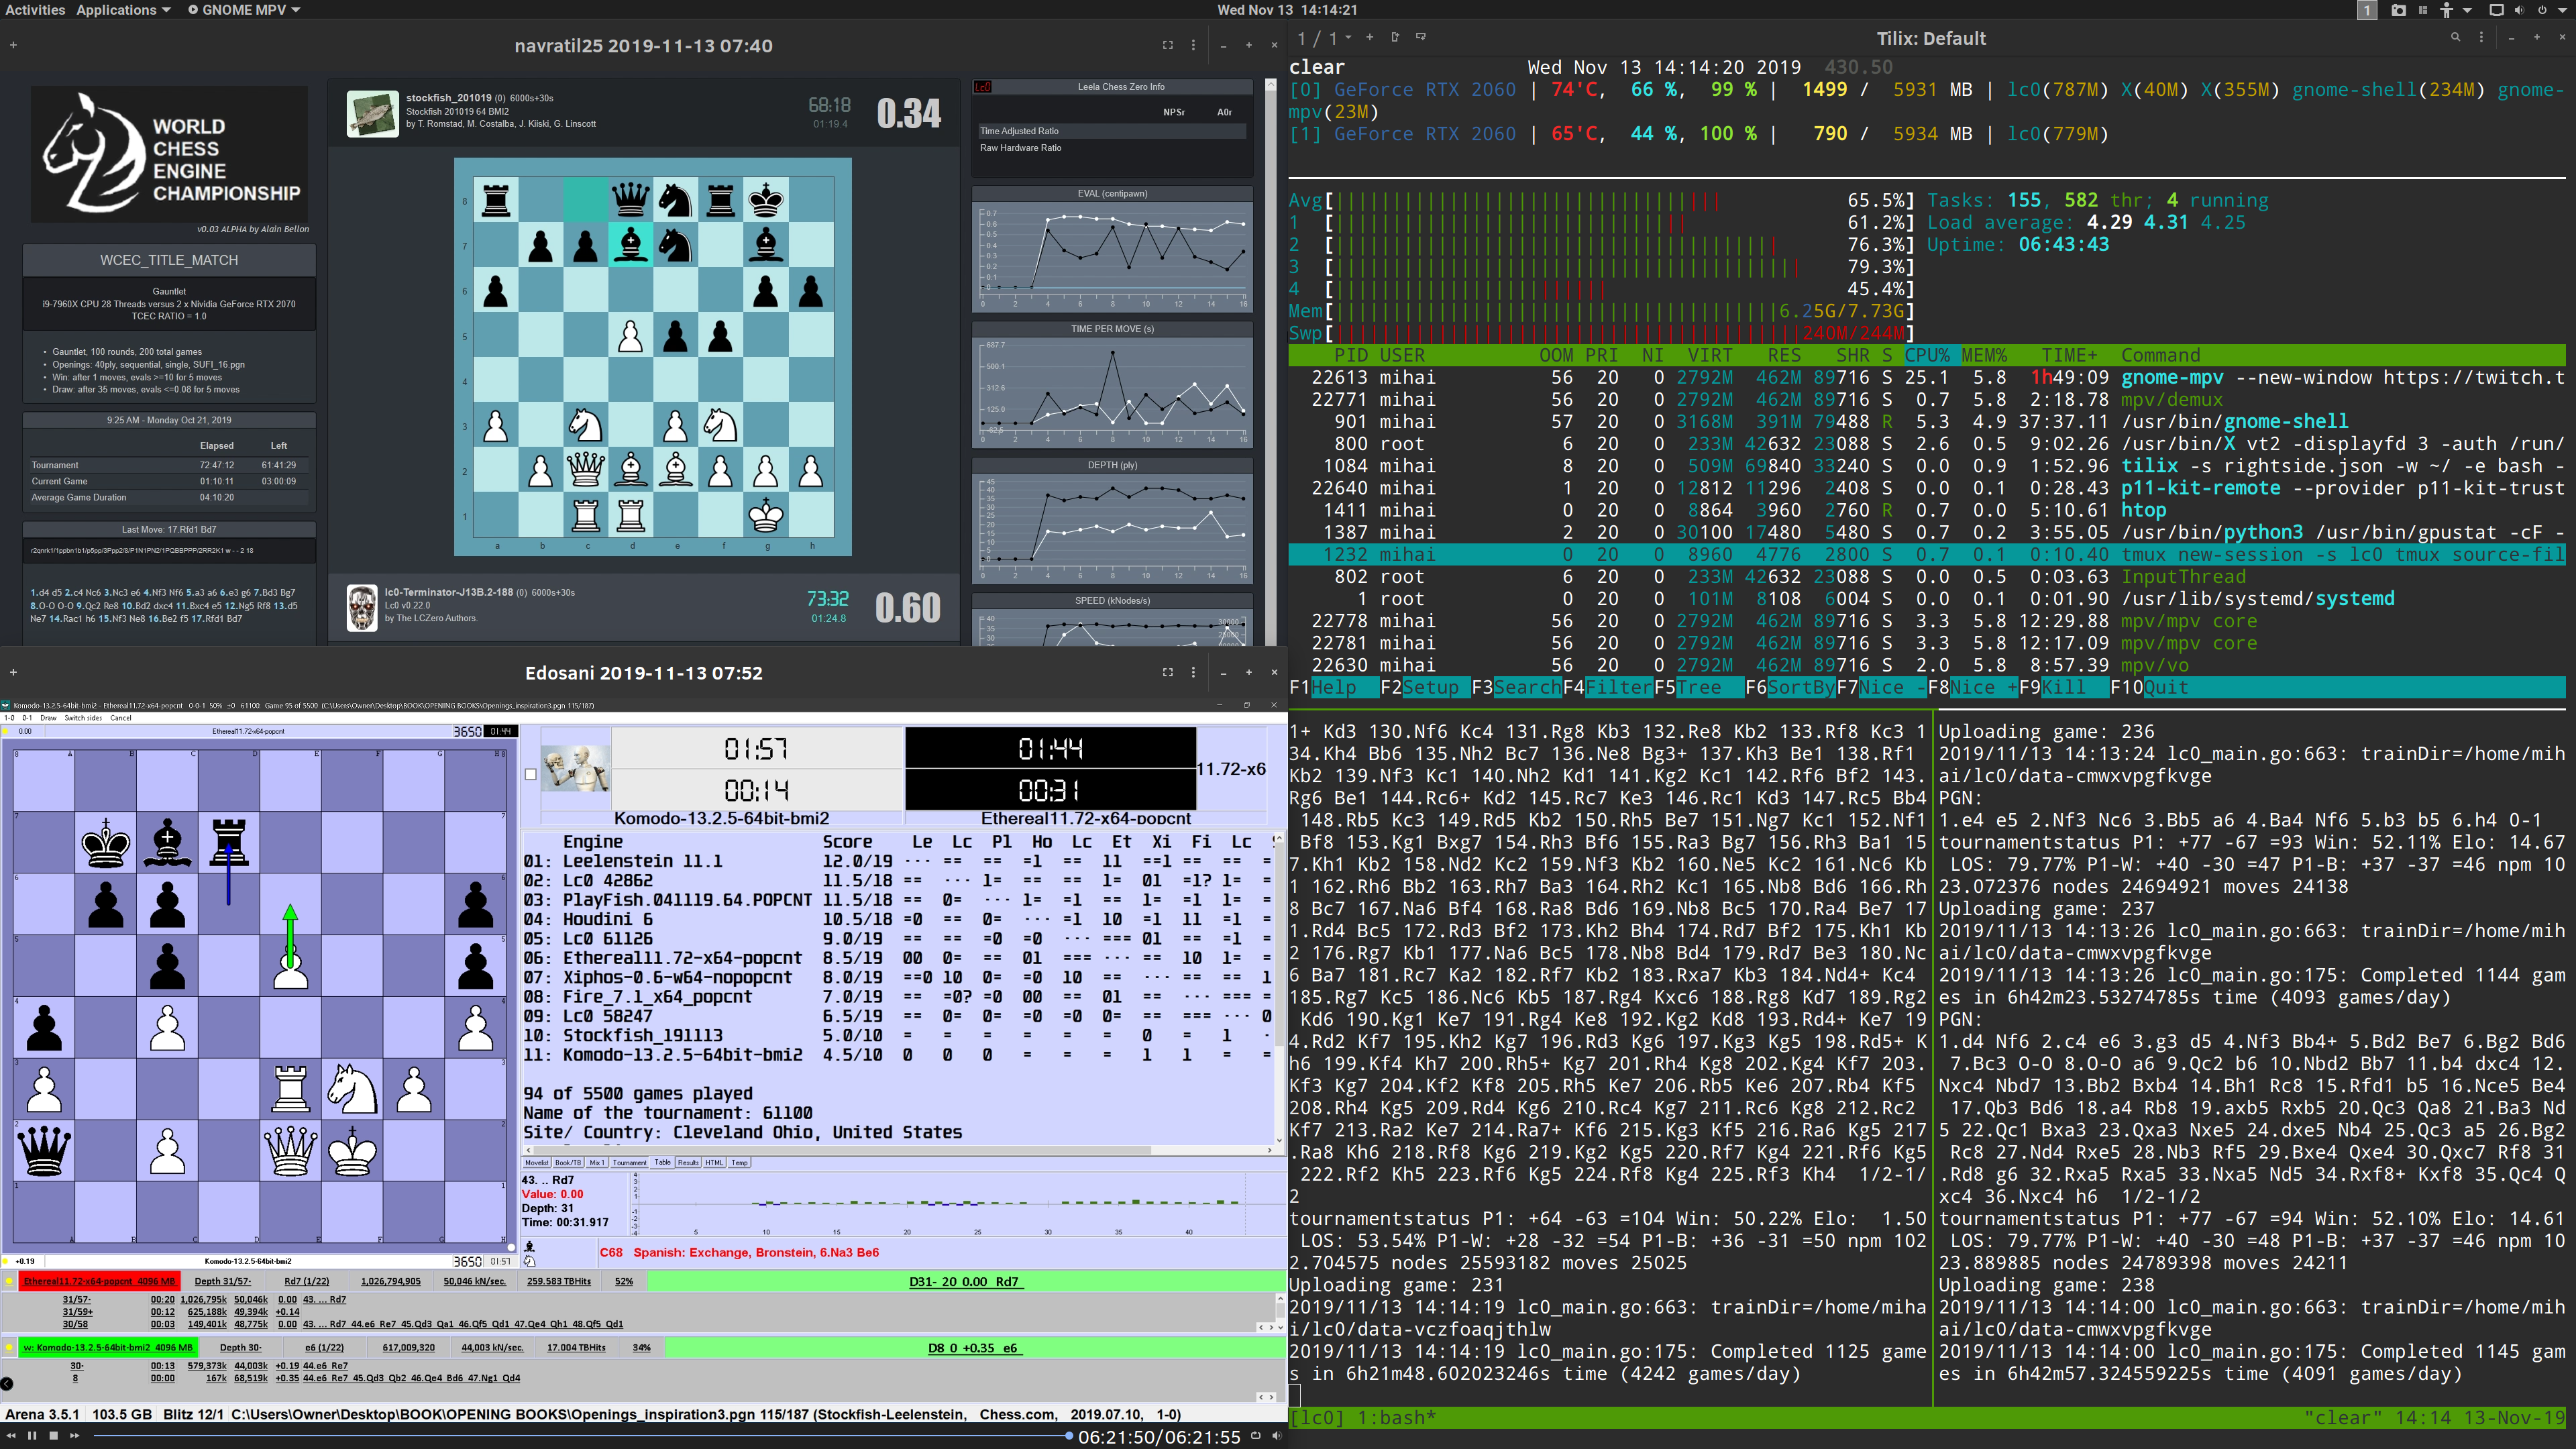 Activities Applications GNOME MPV Wed Nov 13 14:14:21 1
navratil25 2019-11-13 07:40
WORLD
CHESS
ENGINE
CHAMPIONSHIP
v0.03 ALPHA by Alain Bellon
WCEC_TITLE_MATCH
Gauntlet
i9-7960X CPU 28 Threads versus 2 x Nvidia GeForce RTX 2070
TCEC RATIO = 1.0
Gauntlet, 100 rounds, 200 total games
Openings: 40ply, sequential, single, SUFI_16.pgn
Win: after 1 moves, evals >=10 for 5 moves
Draw: after 35 moves, evals <=0.08 for 5 moves
9:25 AM - Monday Oct 21, 2019
Elapsed Left
Tournament 72:47:12 61:41:29
Current Game 01:10:11 03:00:09
Average Game Duration 04:10:20
Last Move: 17.Rfd1 Bd7
r2qnrk1/1ppbn1b1/p5pp/3Ppp2/8/P1N1PN2/1PQBBPPP/2RR2K1 w - - 2 18
1.d4 d5 2.c4 Nc6 3.Nc3 e6 4.Nf3 Nf6 5.a3 a6 6.e3 g6 7.Bd3 Bg7
8.O-O O-O 9.Qc2 Re8 10.Bd2 dxc4 11.Bxc4 e5 12.Ng5 Rf8 13.d5
Ne7 14.Rac1 h6 15.Nf3 Ne8 16.Be2 f5 17.Rfd1 Bd7
stockfish_201019 (0) 6000s+30s
Stockfish 201019 64 BMI2
by T. Romstad, M. Costalba, J. Kiiski, G. Linscott
68:18
01:19.4
0.34
8
7
6
5
4
3
2
1
a b c d e f g h
lc0-Terminator-J13B.2-188 (0) 6000s+30s
Lc0 v0.22.0
by The LCZero Authors.
73:32
01:24.8
0.60
Lc0 Leela Chess Zero Info
NPSr A0r
Time Adjusted Ratio
Raw Hardware Ratio
EVAL (centipawn)
TIME PER MOVE (s)
DEPTH (ply)
SPEED (kNodes/s)
1 / 1 Tilix: Default
clear Wed Nov 13 14:14:20 2019 430.50
[0] GeForce RTX 2060 | 74'C, 66 %, 99 % | 1499 / 5931 MB | lc0(787M) X(40M) X(355M) gnome-shell(234M) gnome-
mpv(23M)
[1] GeForce RTX 2060 | 65'C, 44 %, 100 % | 790 / 5934 MB | lc0(779M)
Avg[ 65.5%] Tasks: 155, 582 thr; 4 running
1 [ 61.2%] Load average: 4.29 4.31 4.25
2 [ 76.3%] Uptime: 06:43:43
3 [ 79.3%]
4 [ 45.4%]
Mem[ 6.25G/7.73G]
Swp[ 240M/244M]
PID USER OOM PRI NI VIRT RES SHR S CPU% MEM% TIME+ Command
22613 mihai 56 20 0 2792M 462M 89716 S 25.1 5.8 1h49:09 gnome-mpv --new-window https://twitch.t
22771 mihai 56 20 0 2792M 462M 89716 S 0.7 5.8 2:18.78 mpv/demux
901 mihai 57 20 0 3168M 391M 79488 R 5.3 4.9 37:37.11 /usr/bin/gnome-shell
800 root 6 20 0 233M 42632 23088 S 2.6 0.5 9:02.26 /usr/bin/X vt2 -displayfd 3 -auth /run/
1084 mihai 8 20 0 509M 69840 33240 S 0.0 0.9 1:52.96 tilix -s rightside.json -w ~/ -e bash -
22640 mihai 1 20 0 12812 11296 2408 S 0.0 0.1 0:28.43 p11-kit-remote --provider p11-kit-trust
1411 mihai 0 20 0 8864 3960 2760 R 0.7 0.0 5:10.61 htop
1387 mihai 2 20 0 30100 17480 5480 S 0.7 0.2 3:55.05 /usr/bin/python3 /usr/bin/gpustat -cF -
1232 mihai 0 20 0 8960 4776 2800 S 0.7 0.1 0:10.40 tmux new-session -s lc0 tmux source-fil
802 root 6 20 0 233M 42632 23088 S 0.0 0.5 0:03.63 InputThread
1 root 0 20 0 101M 8108 6004 S 0.0 0.1 0:01.90 /usr/lib/systemd/systemd
22778 mihai 56 20 0 2792M 462M 89716 S 3.3 5.8 12:29.88 mpv/mpv core
22781 mihai 56 20 0 2792M 462M 89716 S 3.3 5.8 12:17.09 mpv/mpv core
22630 mihai 56 20 0 2792M 462M 89716 S 2.0 5.8 8:57.39 mpv/vo
F1Help F2Setup F3SearchF4FilterF5Tree F6SortByF7Nice -F8Nice +F9Kill F10Quit
Edosani 2019-11-13 07:52
Komodo-13.2.5-64bit-bmi2 - Ethereal11.72-x64-popcnt 0-0-1 50% ±0 61100: Game 95 of 5500 (C:\Users\Owner\Desktop\BOOK\OPENING BOOKS\Openings_inspiration3.pgn 115/187)
1-0 0-1 Draw Switch sides Cancel
0.00 Ethereal11.72-x64-popcnt 3650 01:44
+0.19 Komodo-13.2.5-64bit-bmi2 3650 01:57
01:57 01:44
00:14 00:31
11.72-x6
Komodo-13.2.5-64bit-bmi2 Ethereal11.72-x64-popcnt
Engine Score Le Lc Pl Ho Lc Et Xi Fi Lc
01: Leelenstein 11.1 12.0/19 --- == == =1 == 11 ==1 == ==
02: Lc0 42862 11.5/18 == --- 1= == == 1= 01 =1? 1= =
03: PlayFish.041119.64.POPCNT 11.5/18 == 0= --- 1= =1 == 1= =1 1= =
04: Houdini 6 10.5/18 =0 == 0= --- =1 10 =1 11 =1 =
05: Lc0 61126 9.0/19 == == =0 =0 --- === 01 == =1 =
06: Ethereal11.72-x64-popcnt 8.5/19 00 0= == 01 === --- == 10 1= =
07: Xiphos-0.6-w64-nopopcnt 8.0/19 ==0 10 0= =0 10 == --- == == 1
08: Fire_7.1_x64_popcnt 7.0/19 == =0? =0 00 == 01 == --- === =
09: Lc0 58247 6.5/19 == 0= 0= =0 =0 0= == === --- 0
10: Stockfish_191113 5.0/10 = = = = = = 0 = 1 -
11: Komodo-13.2.5-64bit-bmi2 4.5/10 0 0 0 = = = 1 1 = =
94 of 5500 games played
Name of the tournament: 61100
Site/ Country: Cleveland Ohio, United States
Movelist Book/TB Mix 1 Tournament Table Results HTML Temp
43. .. Rd7
Value: 0.00
Depth: 31
Time: 00:31.917
5 10 15 20 25 30 35 40
C68 Spanish: Exchange, Bronstein, 6.Na3 Be6
Ethereal11.72-x64-popcnt 4096 MB Depth 31/57- Rd7 (1/22) 1,026,794,905 50,046 kN/sec. 259.583 TBHits 52% D31- 20 0.00 Rd7
31/57- 00:20 1,026,795k 50,046k 0.00 43. ... Rd7
31/59+ 00:12 625,188k 49,394k +0.14
30/58 00:03 149,401k 48,775k 0.00 43. ... Rd7 44.e6 Re7 45.Qd3 Qa1 46.Qf5 Qd1 47.Qe4 Qh1 48.Qf5 Qd1
w: Komodo-13.2.5-64bit-bmi2 4096 MB Depth 30- e6 (1/22) 617,009,320 44,003 kN/sec. 17.004 TBHits 34% D8 0 +0.35 e6
30- 00:13 579,373k 44,003k +0.19 44.e6 Re7
8 00:00 167k 68,519k +0.35 44.e6 Re7 45.Qd3 Qb2 46.Qe4 Bd6 47.Ng1 Qd4
Arena 3.5.1 103.5 GB Blitz 12/1 C:\Users\Owner\Desktop\BOOK\OPENING BOOKS\Openings_inspiration3.pgn 115/187 (Stockfish-Leelenstein, Chess.com, 2019.07.10, 1-0)
06:21:50/06:21:55
1+ Kd3 130.Nf6 Kc4 131.Rg8 Kb3 132.Re8 Kb2 133.Rf8 Kc3 1
34.Kh4 Bb6 135.Nh2 Bc7 136.Ne8 Bg3+ 137.Kh3 Be1 138.Rf1
Kb2 139.Nf3 Kc1 140.Nh2 Kd1 141.Kg2 Kc1 142.Rf6 Bf2 143.
Rg6 Be1 144.Rc6+ Kd2 145.Rc7 Ke3 146.Rc1 Kd3 147.Rc5 Bb4
148.Rb5 Kc3 149.Rd5 Kb2 150.Rh5 Be7 151.Ng7 Kc1 152.Nf1
Bf8 153.Kg1 Bxg7 154.Rh3 Bf6 155.Ra3 Bg7 156.Rh3 Ba1 15
7.Kh1 Kb2 158.Nd2 Kc2 159.Nf3 Kb2 160.Ne5 Kc2 161.Nc6 Kb
1 162.Rh6 Bb2 163.Rh7 Ba3 164.Rh2 Kc1 165.Nb8 Bd6 166.Rh
8 Bc7 167.Na6 Bf4 168.Ra8 Bd6 169.Nb8 Bc5 170.Ra4 Be7 17
1.Rd4 Bc5 172.Rd3 Bf2 173.Kh2 Bh4 174.Rd7 Bf2 175.Kh1 Kb
2 176.Rg7 Kb1 177.Na6 Bc5 178.Nb8 Bd4 179.Rd7 Be3 180.Nc
6 Ba7 181.Rc7 Ka2 182.Rf7 Kb2 183.Rxa7 Kb3 184.Nd4+ Kc4
185.Rg7 Kc5 186.Nc6 Kb5 187.Rg4 Kxc6 188.Rg8 Kd7 189.Rg2
Kd6 190.Kg1 Ke7 191.Rg4 Ke8 192.Kg2 Kd8 193.Rd4+ Ke7 19
4.Rd2 Kf7 195.Kh2 Kg7 196.Rd3 Kg6 197.Kg3 Kg5 198.Rd5+ K
h6 199.Kf4 Kh7 200.Rh5+ Kg7 201.Rh4 Kg8 202.Kg4 Kf7 203.
Kf3 Kg7 204.Kf2 Kf8 205.Rh5 Ke7 206.Rb5 Ke6 207.Rb4 Kf5
208.Rh4 Kg5 209.Rd4 Kg6 210.Rc4 Kg7 211.Rc6 Kg8 212.Rc2
Kf7 213.Ra2 Ke7 214.Ra7+ Kf6 215.Kg3 Kf5 216.Ra6 Kg5 217
.Ra8 Kh6 218.Rf8 Kg6 219.Kg2 Kg5 220.Rf7 Kg4 221.Rf6 Kg5
222.Rf2 Kh5 223.Rf6 Kg5 224.Rf8 Kg4 225.Rf3 Kh4 1/2-1/
2
tournamentstatus P1: +64 -63 =104 Win: 50.22% Elo: 1.50
LOS: 53.54% P1-W: +28 -32 =54 P1-B: +36 -31 =50 npm 102
2.704575 nodes 25593182 moves 25025
Uploading game: 231
2019/11/13 14:14:19 lc0_main.go:663: trainDir=/home/miha
i/lc0/data-vczfoaqjthlw
2019/11/13 14:14:19 lc0_main.go:175: Completed 1125 game
s in 6h21m48.602023246s time (4242 games/day)
Uploading game: 236
2019/11/13 14:13:24 lc0_main.go:663: trainDir=/home/mih
ai/lc0/data-cmwxvpgfkvge
PGN:
1.e4 e5 2.Nf3 Nc6 3.Bb5 a6 4.Ba4 Nf6 5.b3 b5 6.h4 0-1
tournamentstatus P1: +77 -67 =93 Win: 52.11% Elo: 14.67
LOS: 79.77% P1-W: +40 -30 =47 P1-B: +37 -37 =46 npm 10
23.072376 nodes 24694921 moves 24138
Uploading game: 237
2019/11/13 14:13:26 lc0_main.go:663: trainDir=/home/mih
ai/lc0/data-cmwxvpgfkvge
2019/11/13 14:13:26 lc0_main.go:175: Completed 1144 gam
es in 6h42m23.53274785s time (4093 games/day)
PGN:
1.d4 Nf6 2.c4 e6 3.g3 d5 4.Nf3 Bb4+ 5.Bd2 Be7 6.Bg2 Bd6
7.Bc3 O-O 8.O-O a6 9.Qc2 b6 10.Nbd2 Bb7 11.b4 dxc4 12.
Nxc4 Nbd7 13.Bb2 Bxb4 14.Bh1 Rc8 15.Rfd1 b5 16.Nce5 Be4
17.Qb3 Bd6 18.a4 Rb8 19.axb5 Rxb5 20.Qc3 Qa8 21.Ba3 Nd
5 22.Qc1 Bxa3 23.Qxa3 Nxe5 24.dxe5 Nb4 25.Qc3 a5 26.Bg2
Rc8 27.Nd4 Rxe5 28.Nb3 Rf5 29.Bxe4 Qxe4 30.Qxc7 Rf8 31
.Rd8 g6 32.Rxa5 Rxa5 33.Nxa5 Nd5 34.Rxf8+ Kxf8 35.Qc4 Q
xc4 36.Nxc4 h6 1/2-1/2
tournamentstatus P1: +77 -67 =94 Win: 52.10% Elo: 14.61
LOS: 79.77% P1-W: +40 -30 =48 P1-B: +37 -37 =46 npm 10
23.889885 nodes 24789398 moves 24211
Uploading game: 238
2019/11/13 14:14:00 lc0_main.go:663: trainDir=/home/mih
ai/lc0/data-cmwxvpgfkvge
2019/11/13 14:14:00 lc0_main.go:175: Completed 1145 gam
es in 6h42m57.324559225s time (4091 games/day)
[lc0] 1:bash* "clear" 14:14 13-Nov-19